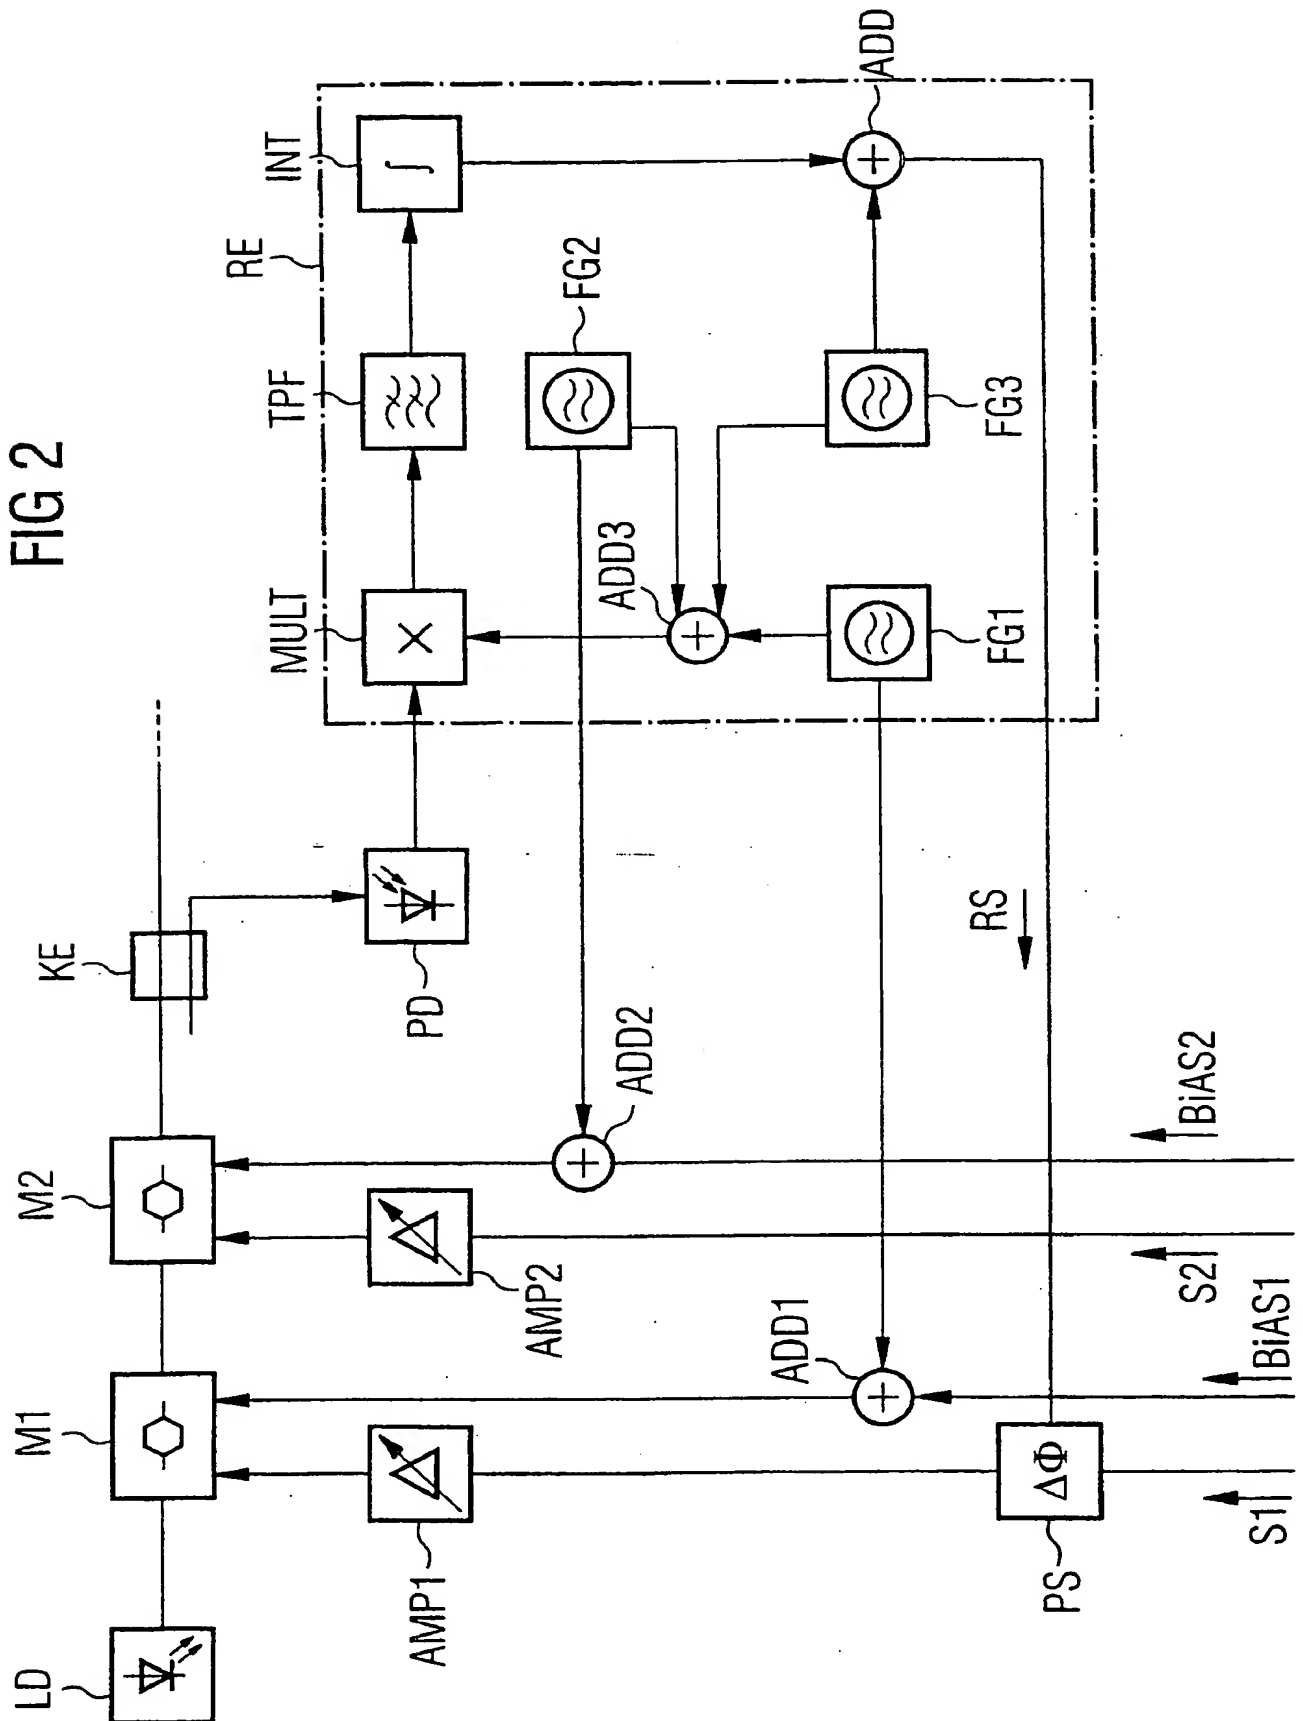 FIG 2
LD
M1
M2
KE
RE
MULT
TPF
INT
AMP1
AMP2
PD
ADD2
ADD3
FG2
ADD1
FG1
FG3
ADD
RS
PS
ΔΦ
S1
BiAS1
S2
BiAS2